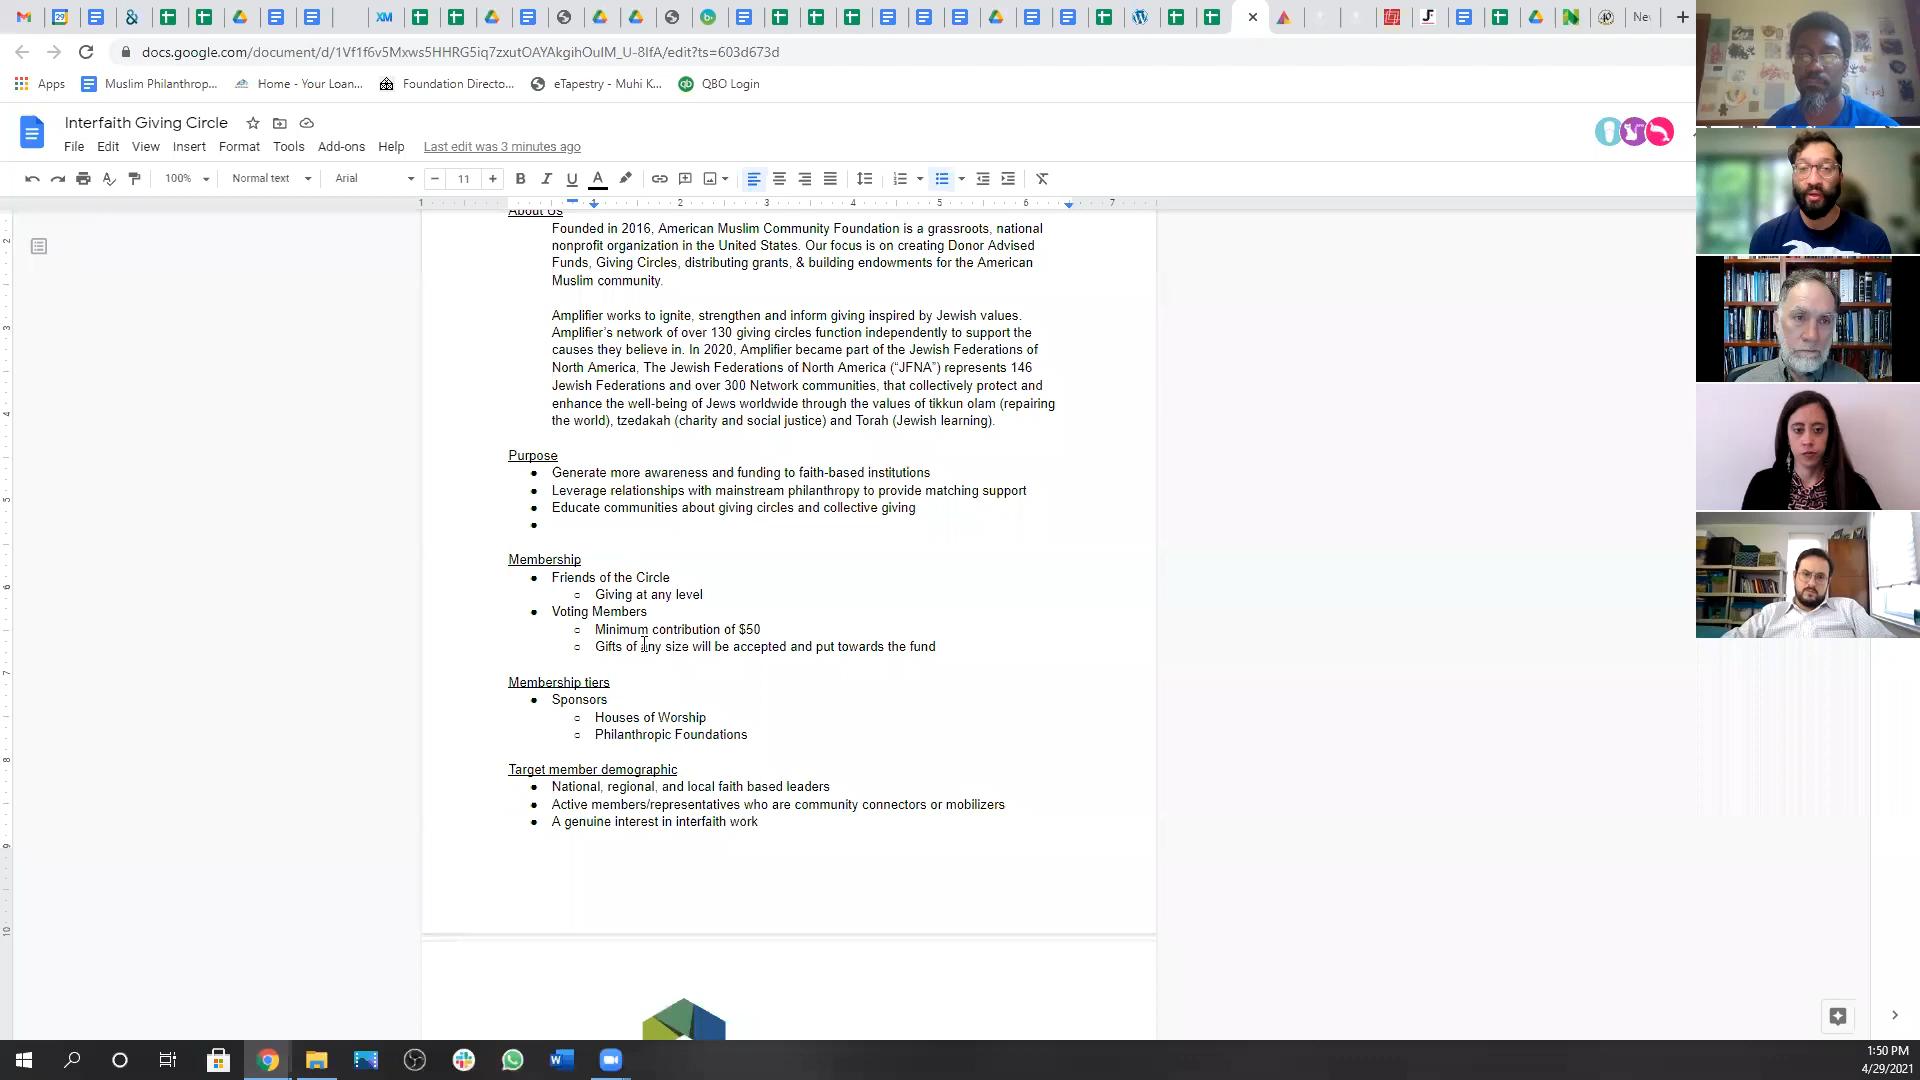 29
XM
Ne
docs.google.com/document/d/1Vf1f6v5Mxws5HHRG5iq7zxutOAYAkgihOulM_U-8IfA/edit?ts=603d673d
Apps Muslim Philanthrop... Home - Your Loan... Foundation Directo... eTapestry - Muhi K... QBO Login
Interfaith Giving Circle
File Edit View Insert Format Tools Add-ons Help Last edit was 3 minutes ago
100% Normal text Arial 11
1 1 2 3 4 5 6 7
About Us
Founded in 2016, American Muslim Community Foundation is a grassroots, national
nonprofit organization in the United States. Our focus is on creating Donor Advised
Funds, Giving Circles, distributing grants, & building endowments for the American
Muslim community.
Amplifier works to ignite, strengthen and inform giving inspired by Jewish values.
Amplifier's network of over 130 giving circles function independently to support the
causes they believe in. In 2020, Amplifier became part of the Jewish Federations of
North America, The Jewish Federations of North America ("JFNA") represents 146
Jewish Federations and over 300 Network communities, that collectively protect and
enhance the well-being of Jews worldwide through the values of tikkun olam (repairing
the world), tzedakah (charity and social justice) and Torah (Jewish learning).
Purpose
● Generate more awareness and funding to faith-based institutions
● Leverage relationships with mainstream philanthropy to provide matching support
● Educate communities about giving circles and collective giving
●
Membership
● Friends of the Circle
○ Giving at any level
● Voting Members
○ Minimum contribution of $50
○ Gifts of any size will be accepted and put towards the fund
Membership tiers
● Sponsors
○ Houses of Worship
○ Philanthropic Foundations
Target member demographic
● National, regional, and local faith based leaders
● Active members/representatives who are community connectors or mobilizers
● A genuine interest in interfaith work
1:50 PM
4/29/2021